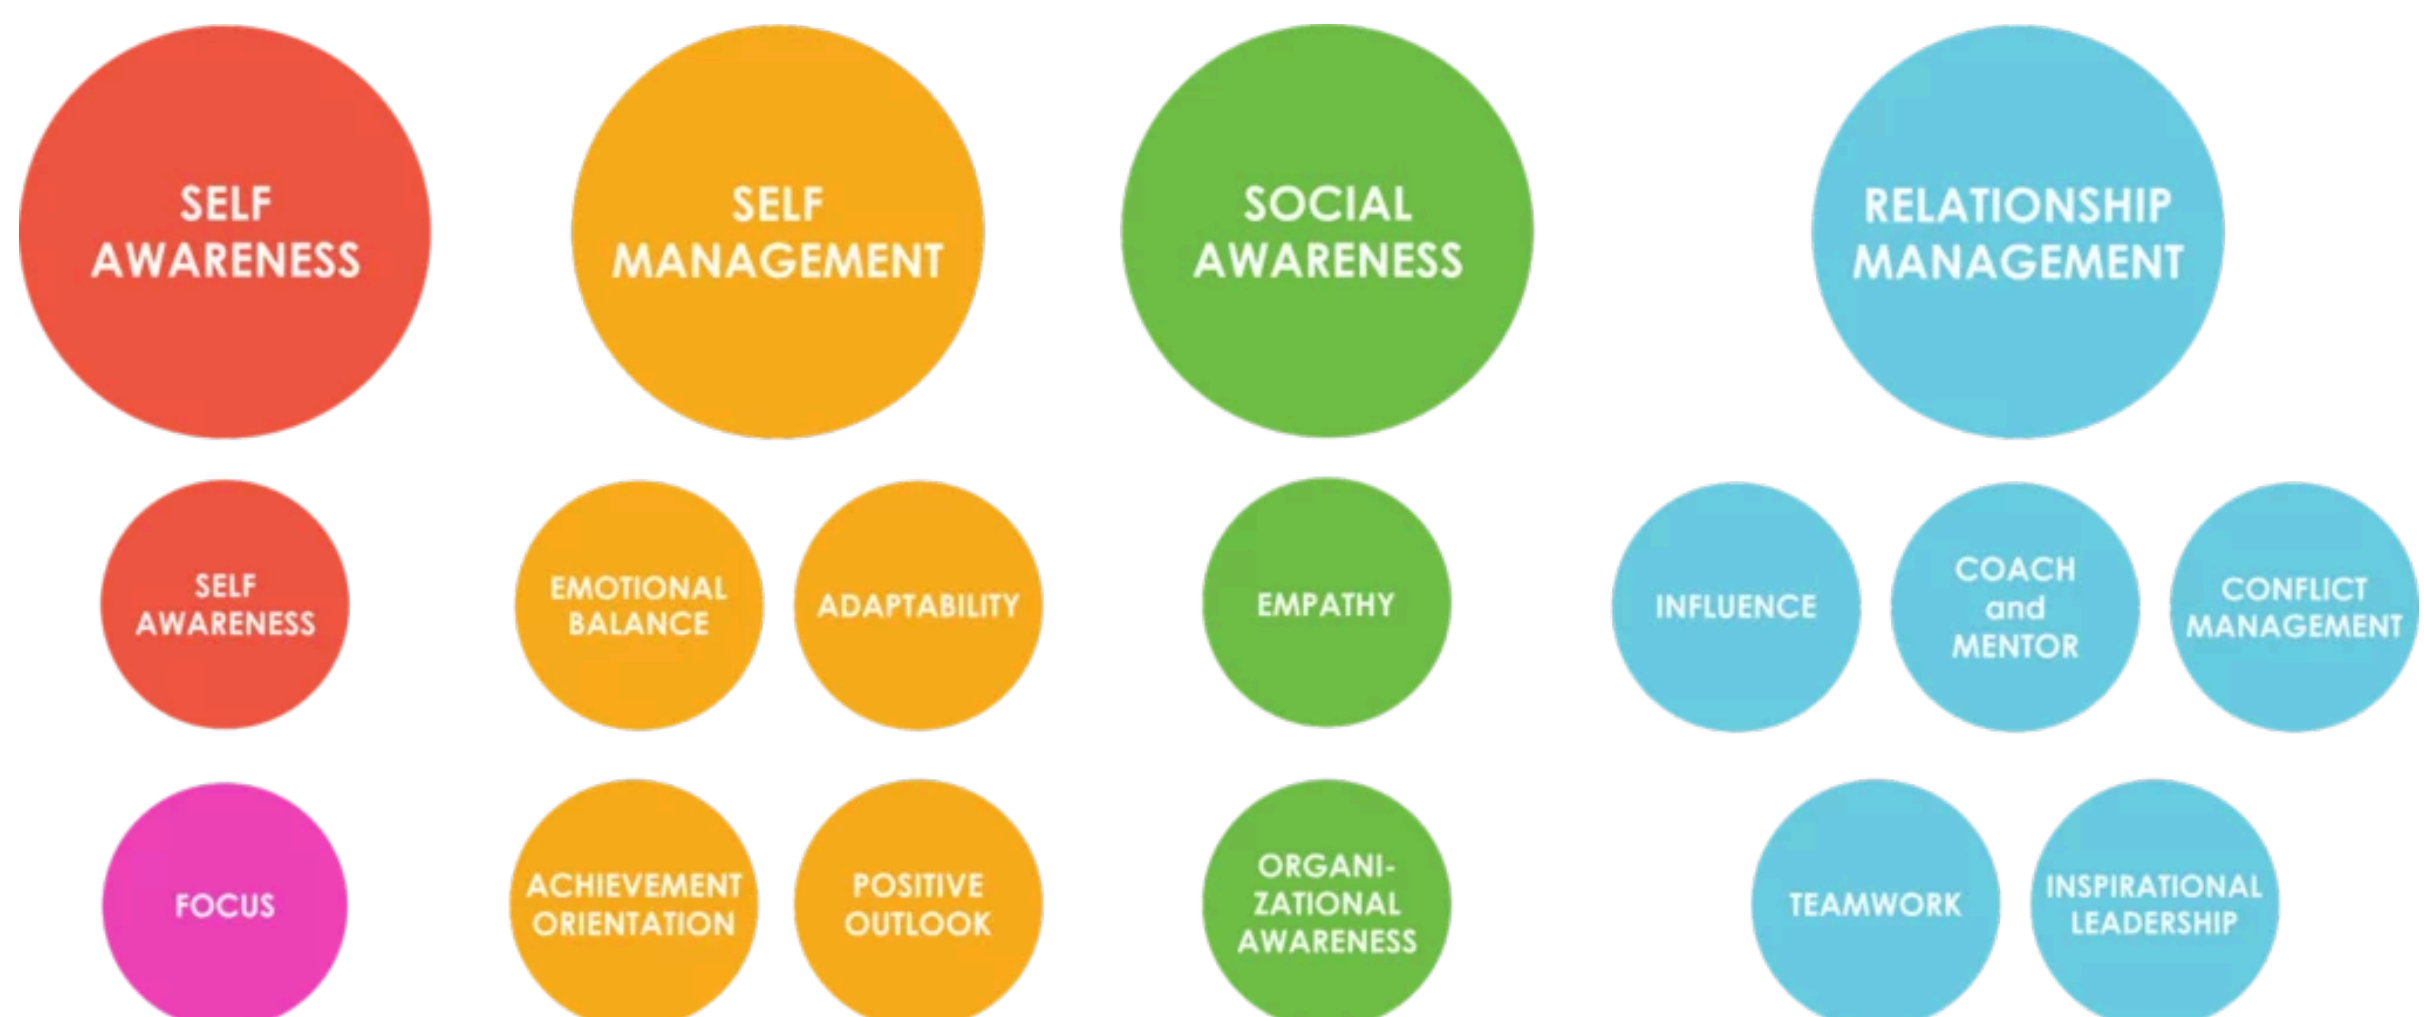 SELF
AWARENESS
SELF
MANAGEMENT
SOCIAL
AWARENESS
RELATIONSHIP
MANAGEMENT
SELF
AWARENESS
EMOTIONAL
BALANCE
ADAPTABILITY
EMPATHY
INFLUENCE
COACH
and
MENTOR
CONFLICT
MANAGEMENT
FOCUS
ACHIEVEMENT
ORIENTATION
POSITIVE
OUTLOOK
ORGANI-
ZATIONAL
AWARENESS
TEAMWORK
INSPIRATIONAL
LEADERSHIP